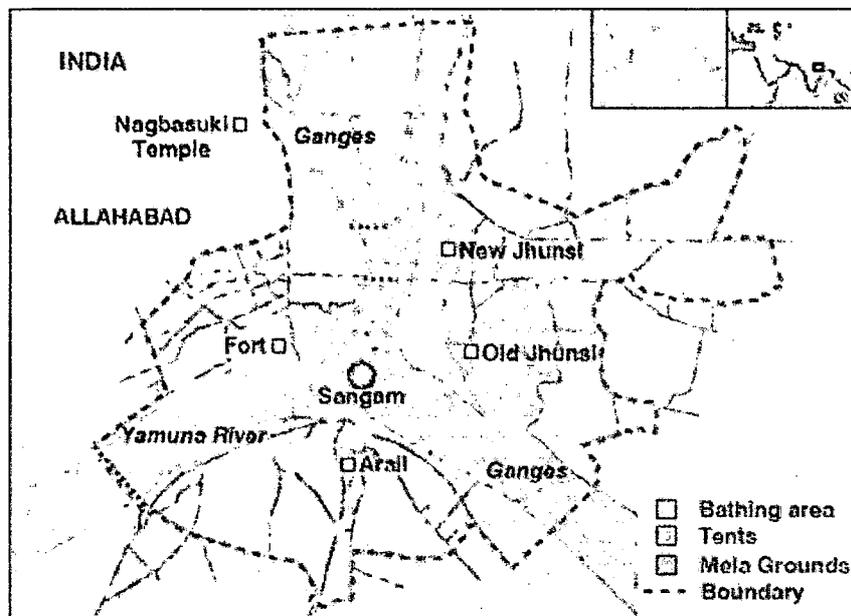 INDIA
Nagbasuki
Temple
Ganges
ALLAHABAD
New Jhunsi
Fort
Old Jhunsi
Sangam
Yamuna River
Arail
Ganges
Bathing area
Tents
Mela Grounds
Boundary